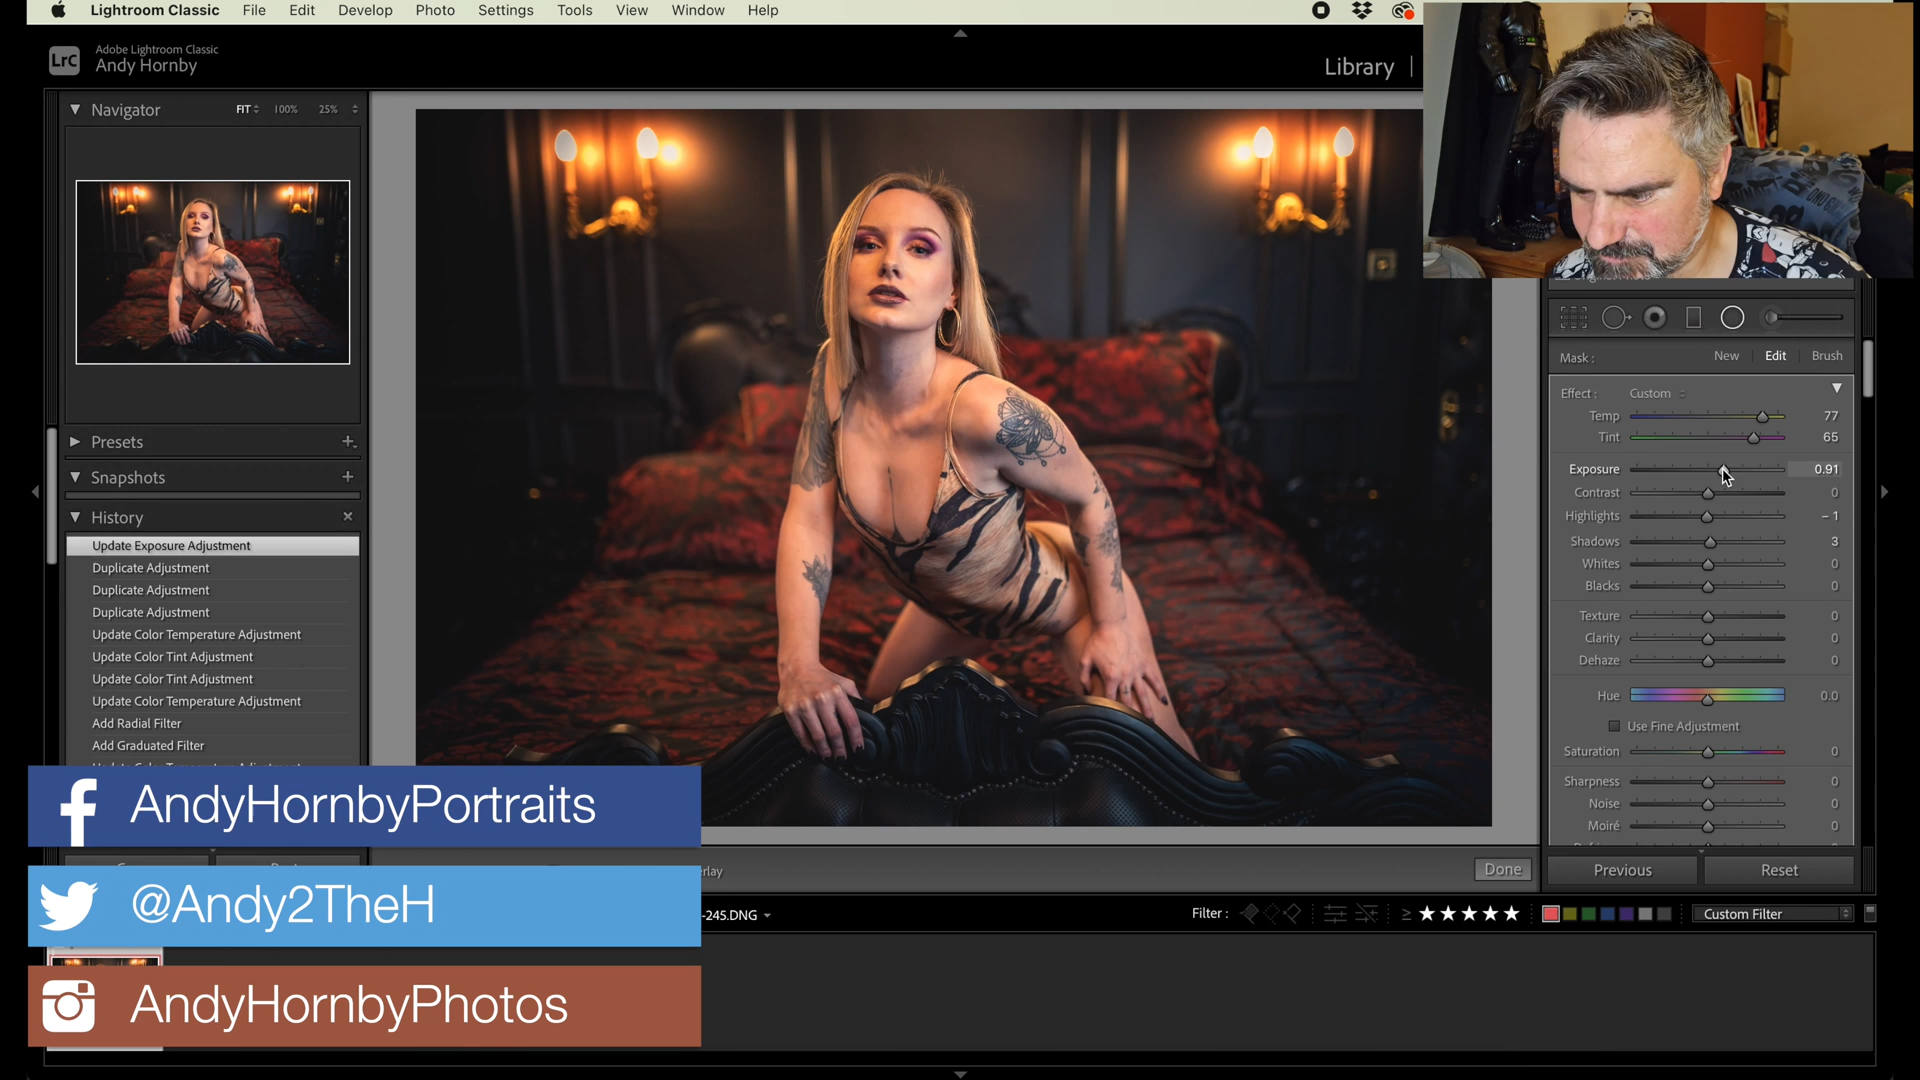 Lightroom Classic File Edit Develop Photo Settings Tools View Window Help
LrC
Adobe Lightroom Classic
Andy Hornby
Library |
Navigator FIT 100% 25%
Presets
Snapshots
History
Update Exposure Adjustment
Duplicate Adjustment
Duplicate Adjustment
Duplicate Adjustment
Update Color Temperature Adjustment
Update Color Tint Adjustment
Update Color Tint Adjustment
Update Color Temperature Adjustment
Add Radial Filter
Add Graduated Filter
AndyHornbyPortraits
@Andy2TheH
AndyHornbyPhotos
Mask : New Edit Brush
Effect : Custom
Temp 77
Tint 65
Exposure 0.91
Contrast 0
Highlights – 1
Shadows 3
Whites 0
Blacks 0
Texture 0
Clarity 0
Dehaze 0
Hue 0.0
Use Fine Adjustment
Saturation 0
Sharpness 0
Noise 0
Moiré 0
Done
Previous Reset
-245.DNG
Filter : ≥ ★★★★★ Custom Filter